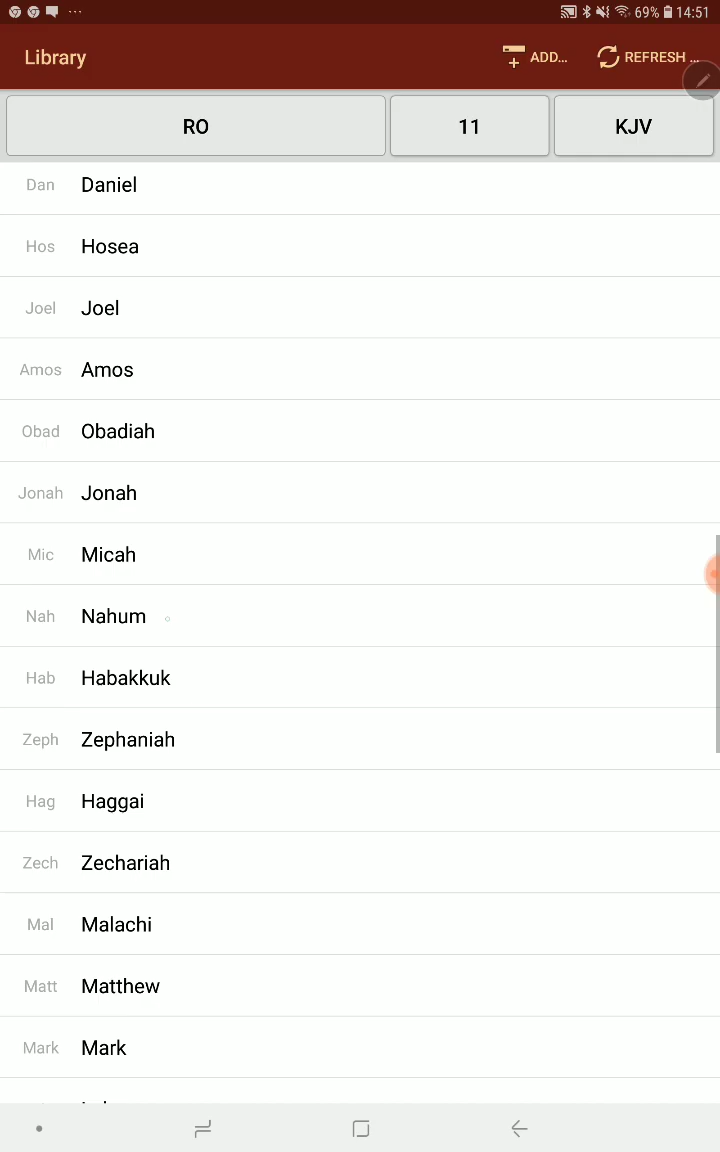 69% 14:51
Library ADD... REFRESH ...
RO 11 KJV
Dan Daniel
Hos Hosea
Joel Joel
Amos Amos
Obad Obadiah
Jonah Jonah
Mic Micah
Nah Nahum
Hab Habakkuk
Zeph Zephaniah
Hag Haggai
Zech Zechariah
Mal Malachi
Matt Matthew
Mark Mark